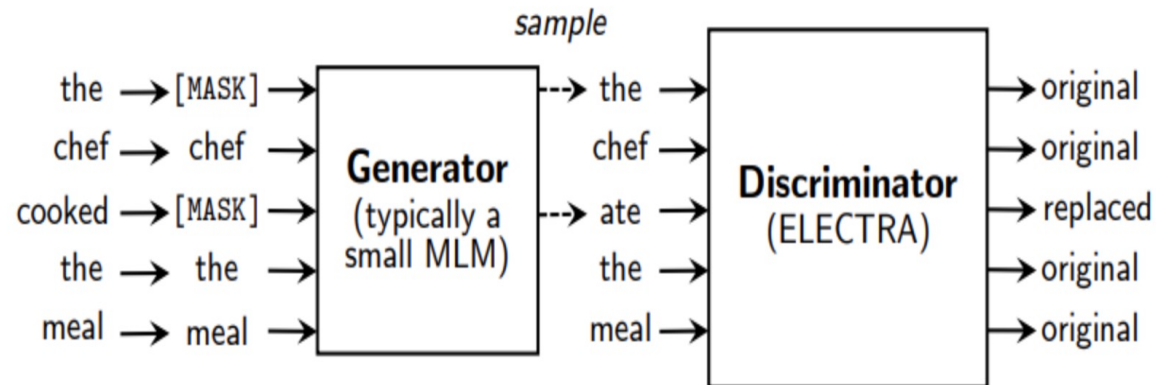 sample
the [MASK] the original
chef chef chef original
Generator
Discriminator
cooked [MASK] (typically a ate (ELECTRA) replaced
small MLM)
the the the original
meal meal meal original